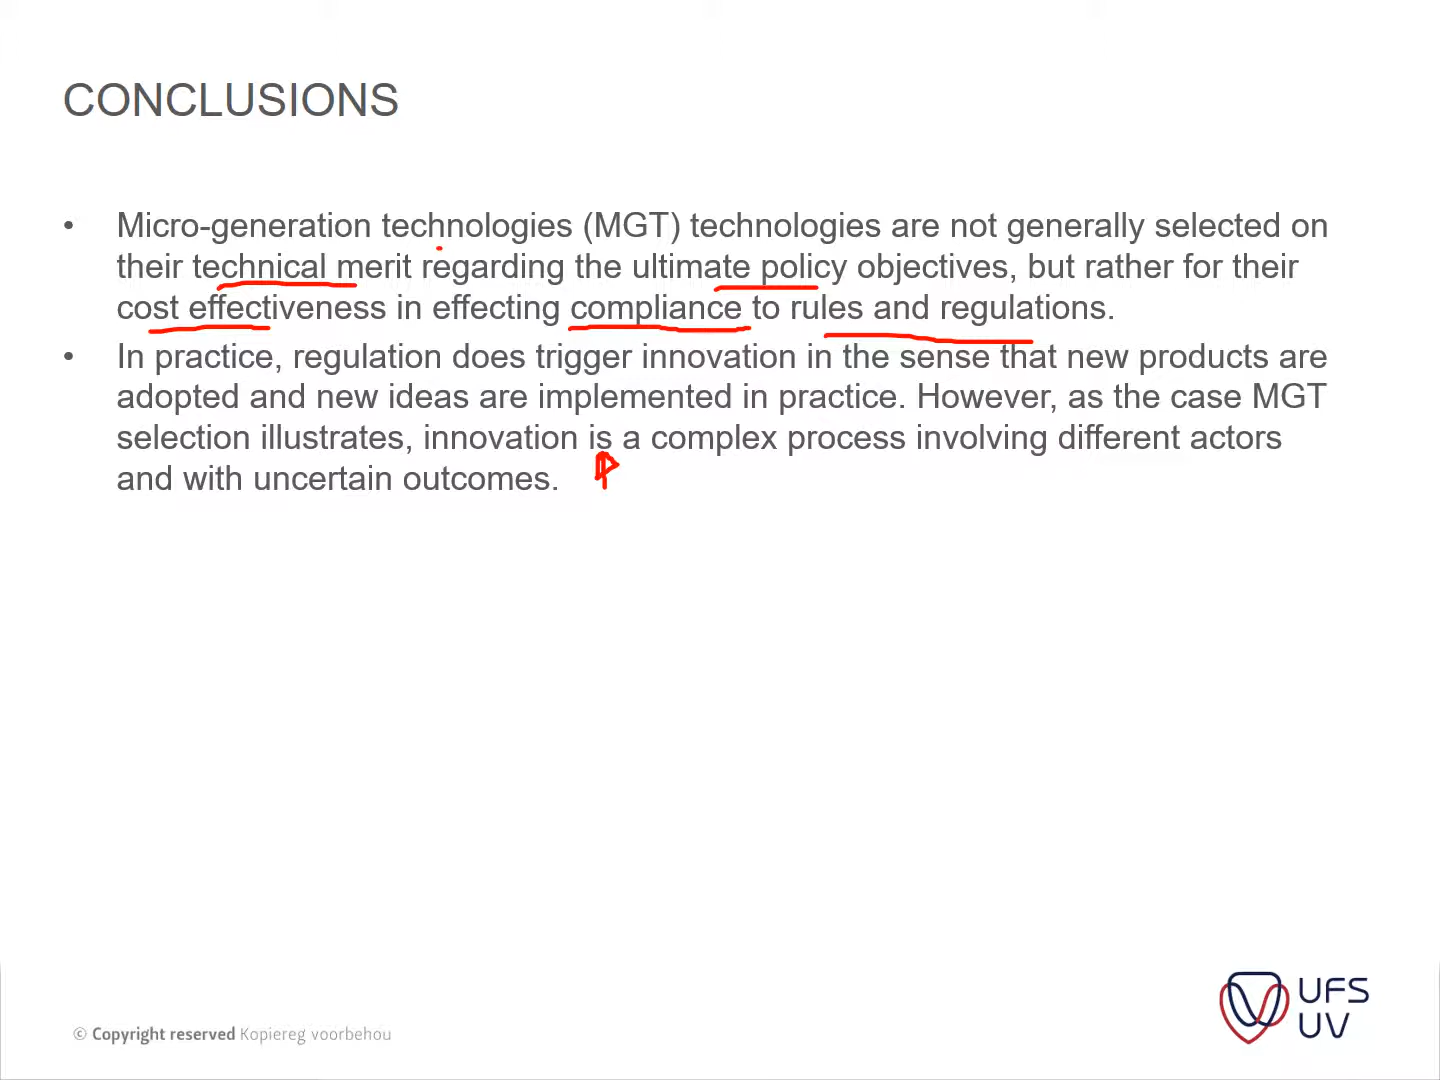 CONCLUSIONS
• Micro-generation technologies (MGT) technologies are not generally selected on
their technical merit regarding the ultimate policy objectives, but rather for their
cost effectiveness in effecting compliance to rules and regulations.
• In practice, regulation does trigger innovation in the sense that new products are
adopted and new ideas are implemented in practice. However, as the case MGT
selection illustrates, innovation is a complex process involving different actors
and with uncertain outcomes.
© Copyright reserved Kopiereg voorbehou
UFS
UV